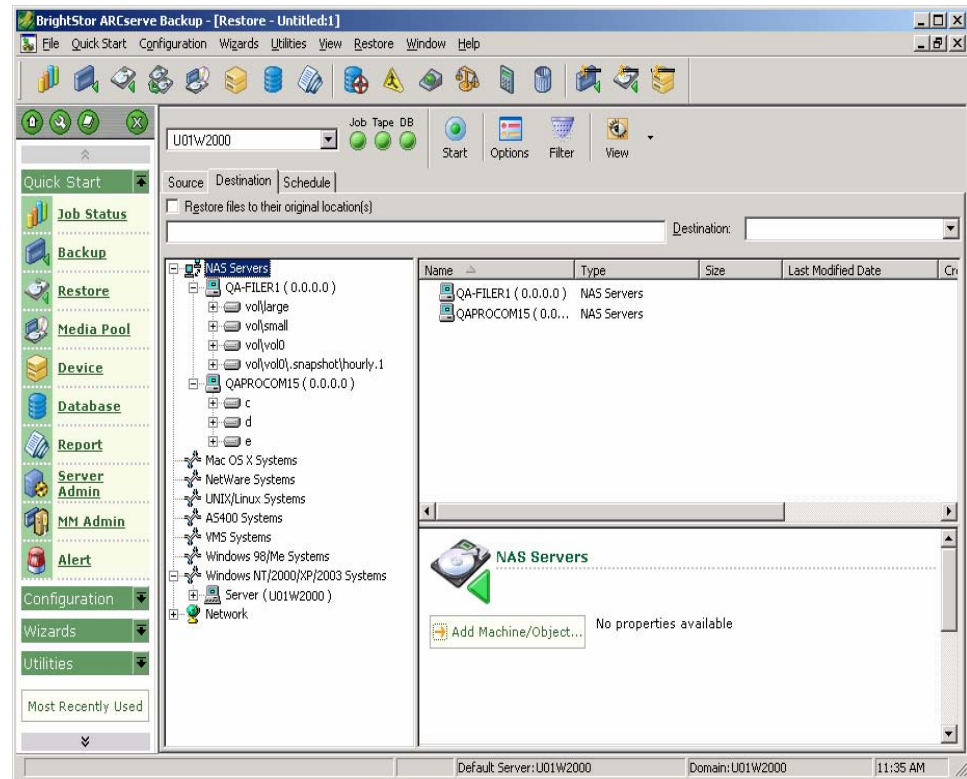 BrightStor ARCserve Backup - [Restore - Untitled:1]
File Quick Start Configuration Wizards Utilities View Restore Window Help
U01W2000
Job Tape DB
Start Options Filter View
Quick Start
Job Status
Backup
Restore
Media Pool
Device
Database
Report
Server
Admin
MM Admin
Alert
Configuration
Wizards
Utilities
Most Recently Used
Source Destination Schedule
Restore files to their original location(s)
Destination:
NAS Servers
QA-FILER1 ( 0.0.0.0 )
vol\large
vol\small
vol\vol0
vol\vol0\.snapshot\hourly.1
QAPROCOM15 ( 0.0.0.0 )
c
d
e
Mac OS X Systems
NetWare Systems
UNIX/Linux Systems
AS400 Systems
VMS Systems
Windows 98/Me Systems
Windows NT/2000/XP/2003 Systems
Server ( U01W2000 )
Network
Name Type Size Last Modified Date Cre
QA-FILER1 ( 0.0.0.0 ) NAS Servers
QAPROCOM15 ( 0.0... NAS Servers
NAS Servers
Add Machine/Object...
No properties available
Default Server: U01W2000 Domain: U01W2000 11:35 AM